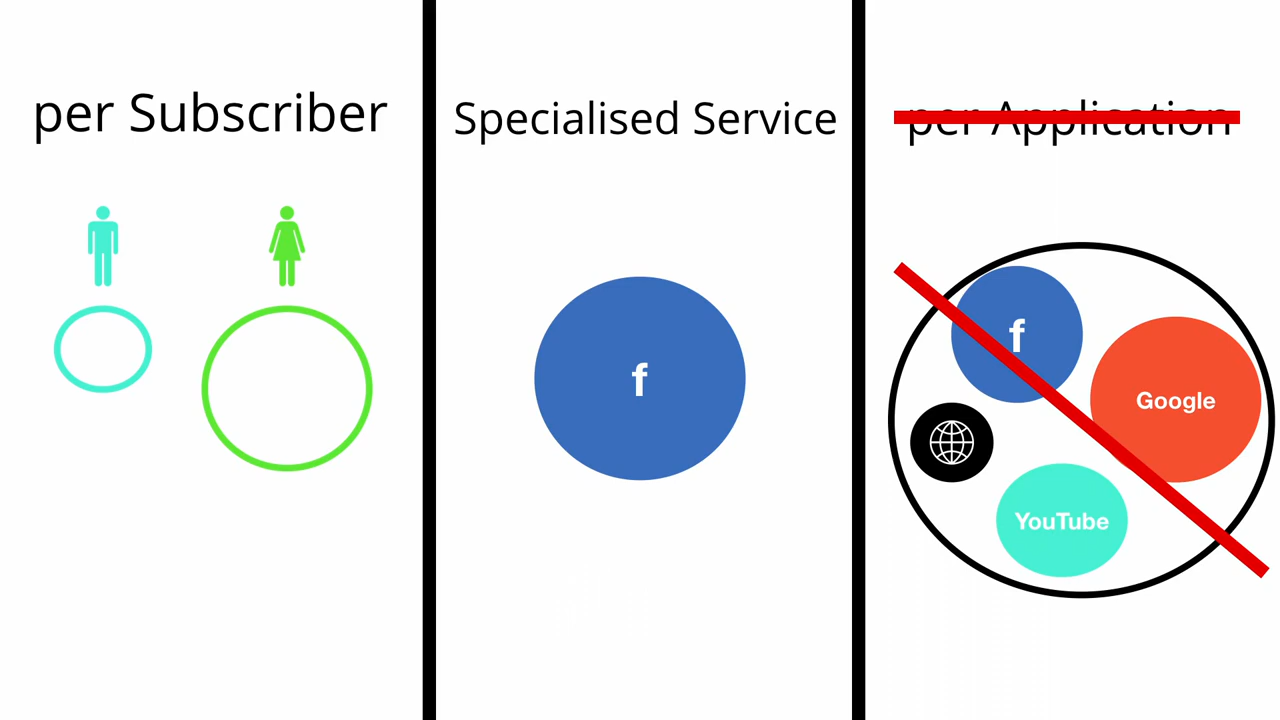 per Subscriber
Specialised Service
per Application
f
f
Google
YouTube